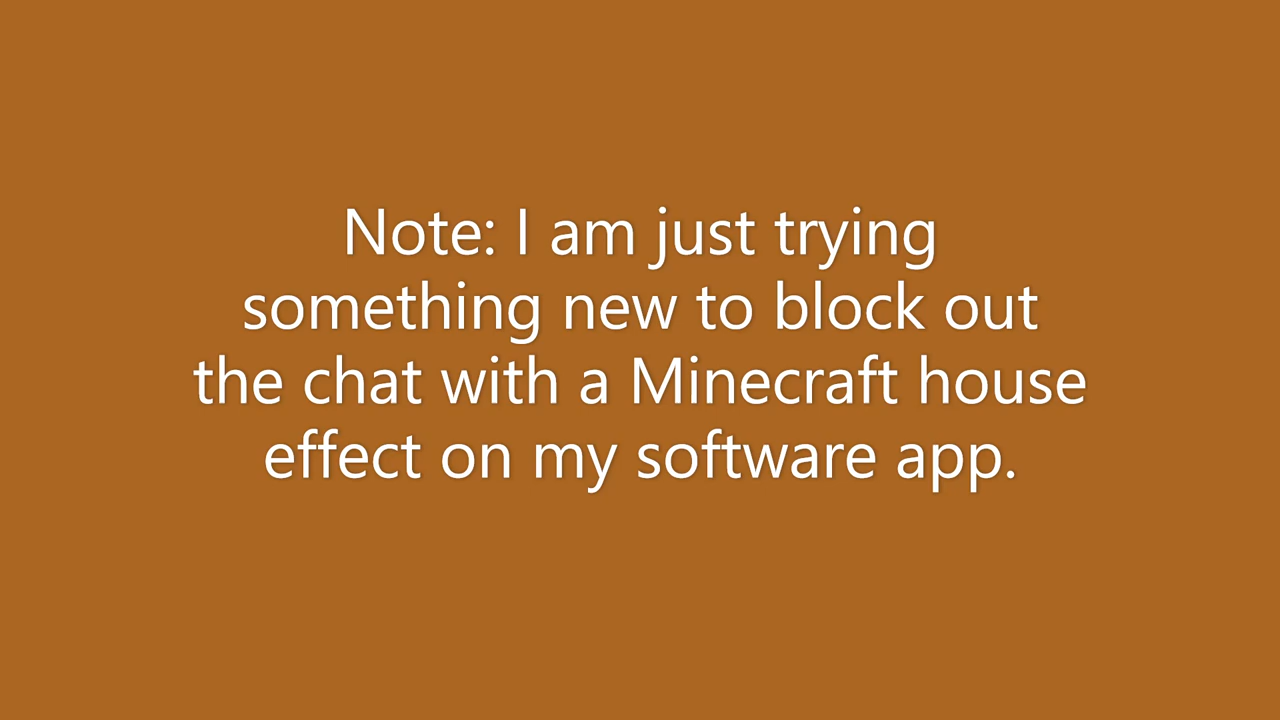 Note: I am just trying
something new to block out
the chat with a Minecraft house
effect on my software app.